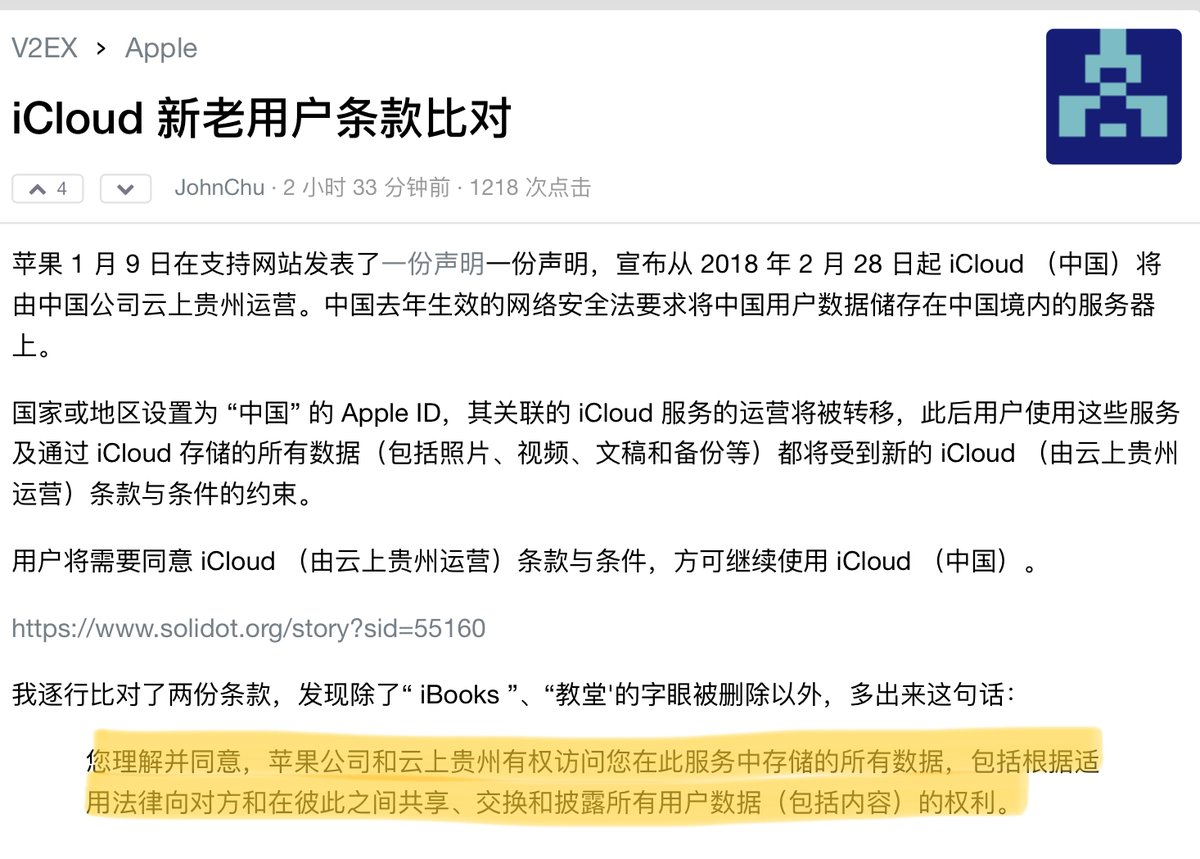 V2EX › Apple
iCloud 新老用户条款比对
4 JohnChu · 2 小时 33 分钟前 · 1218 次点击
苹果 1 月 9 日在支持网站发表了一份声明一份声明，宣布从 2018 年 2 月 28 日起 iCloud （中国）将
由中国公司云上贵州运营。中国去年生效的网络安全法要求将中国用户数据储存在中国境内的服务器
上。
国家或地区设置为 “中国” 的 Apple ID，其关联的 iCloud 服务的运营将被转移，此后用户使用这些服务
及通过 iCloud 存储的所有数据（包括照片、视频、文稿和备份等）都将受到新的 iCloud （由云上贵州
运营）条款与条件的约束。
用户将需要同意 iCloud （由云上贵州运营）条款与条件，方可继续使用 iCloud （中国）。
https://www.solidot.org/story?sid=55160
我逐行比对了两份条款，发现除了“ iBooks ”、“教堂'的字眼被删除以外，多出来这句话：
您理解并同意，苹果公司和云上贵州有权访问您在此服务中存储的所有数据，包括根据适
用法律向对方和在彼此之间共享、交换和披露所有用户数据（包括内容）的权利。